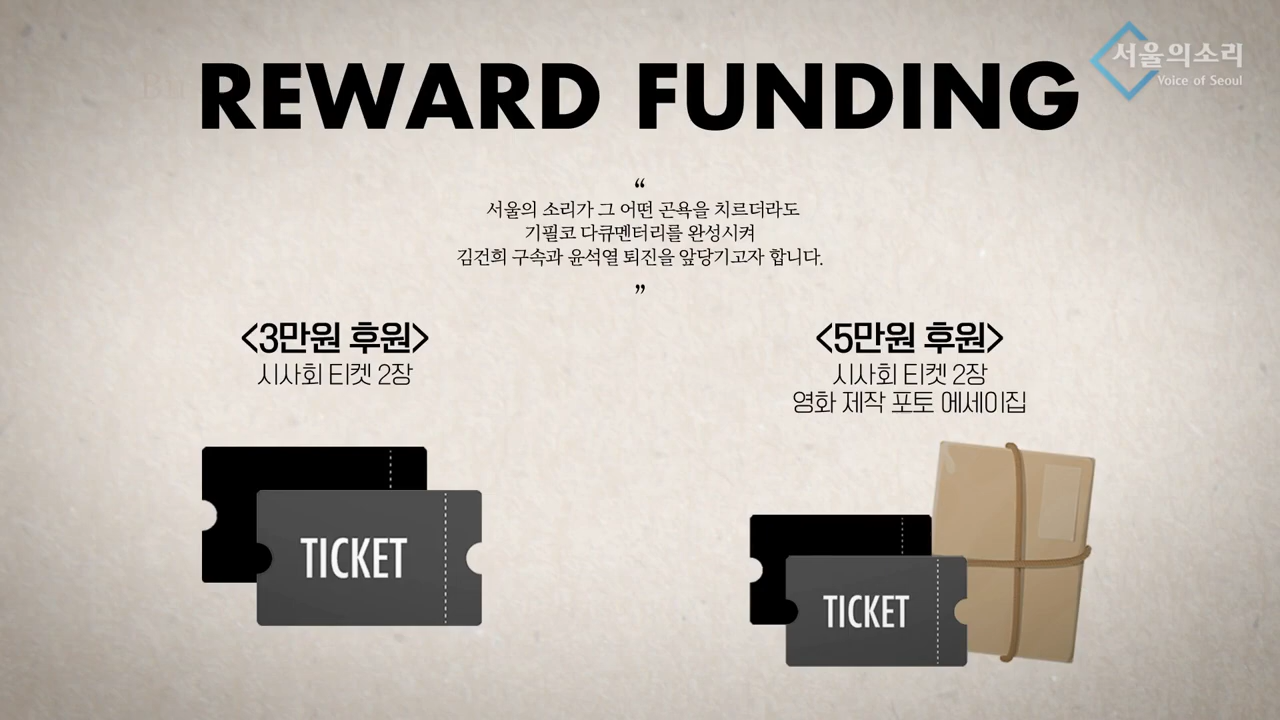 서울의소리
Voice of Seoul
REWARD FUNDING
“
서울의 소리가 그 어떤 곤욕을 치르더라도
기필코 다큐멘터리를 완성시켜
김건희 구속과 윤석열 퇴진을 앞당기고자 합니다.
”
<3만원 후원>
시사회 티켓 2장
<5만원 후원>
시사회 티켓 2장
영화 제작 포토 에세이집
TICKET
TICKET